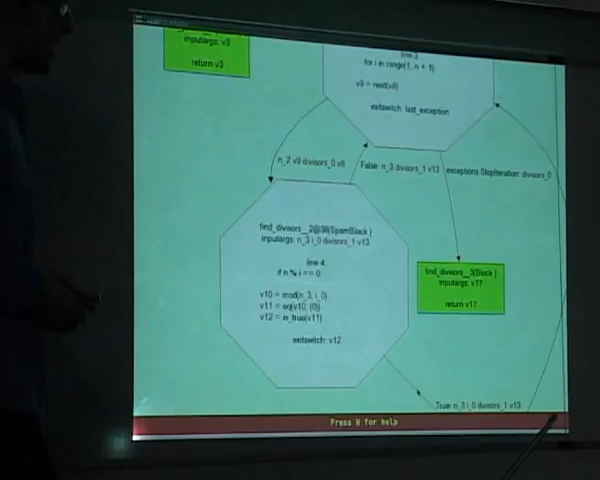 inputargs: v3
return v3
line 3
for i in range(1, n + 1)
v9 = next(v8)
exitswitch: last_exception
n_2 v9 divisors_0 v8
False: n_3 divisors_1 v13
exceptions StopIteration: divisors_0
find_divisors__2@38(SpamBlock )
inputargs: n_3 i_0 divisors_1 v13
line 4
if n % i == 0:
v10 = mod(n_3, i_0)
v11 = eq(v10, (0))
v12 = is_true(v11)
exitswitch: v12
find_divisors__3(Block )
inputargs: v17
return v17
True: n_3 i_0 divisors_1 v13
Press H for help